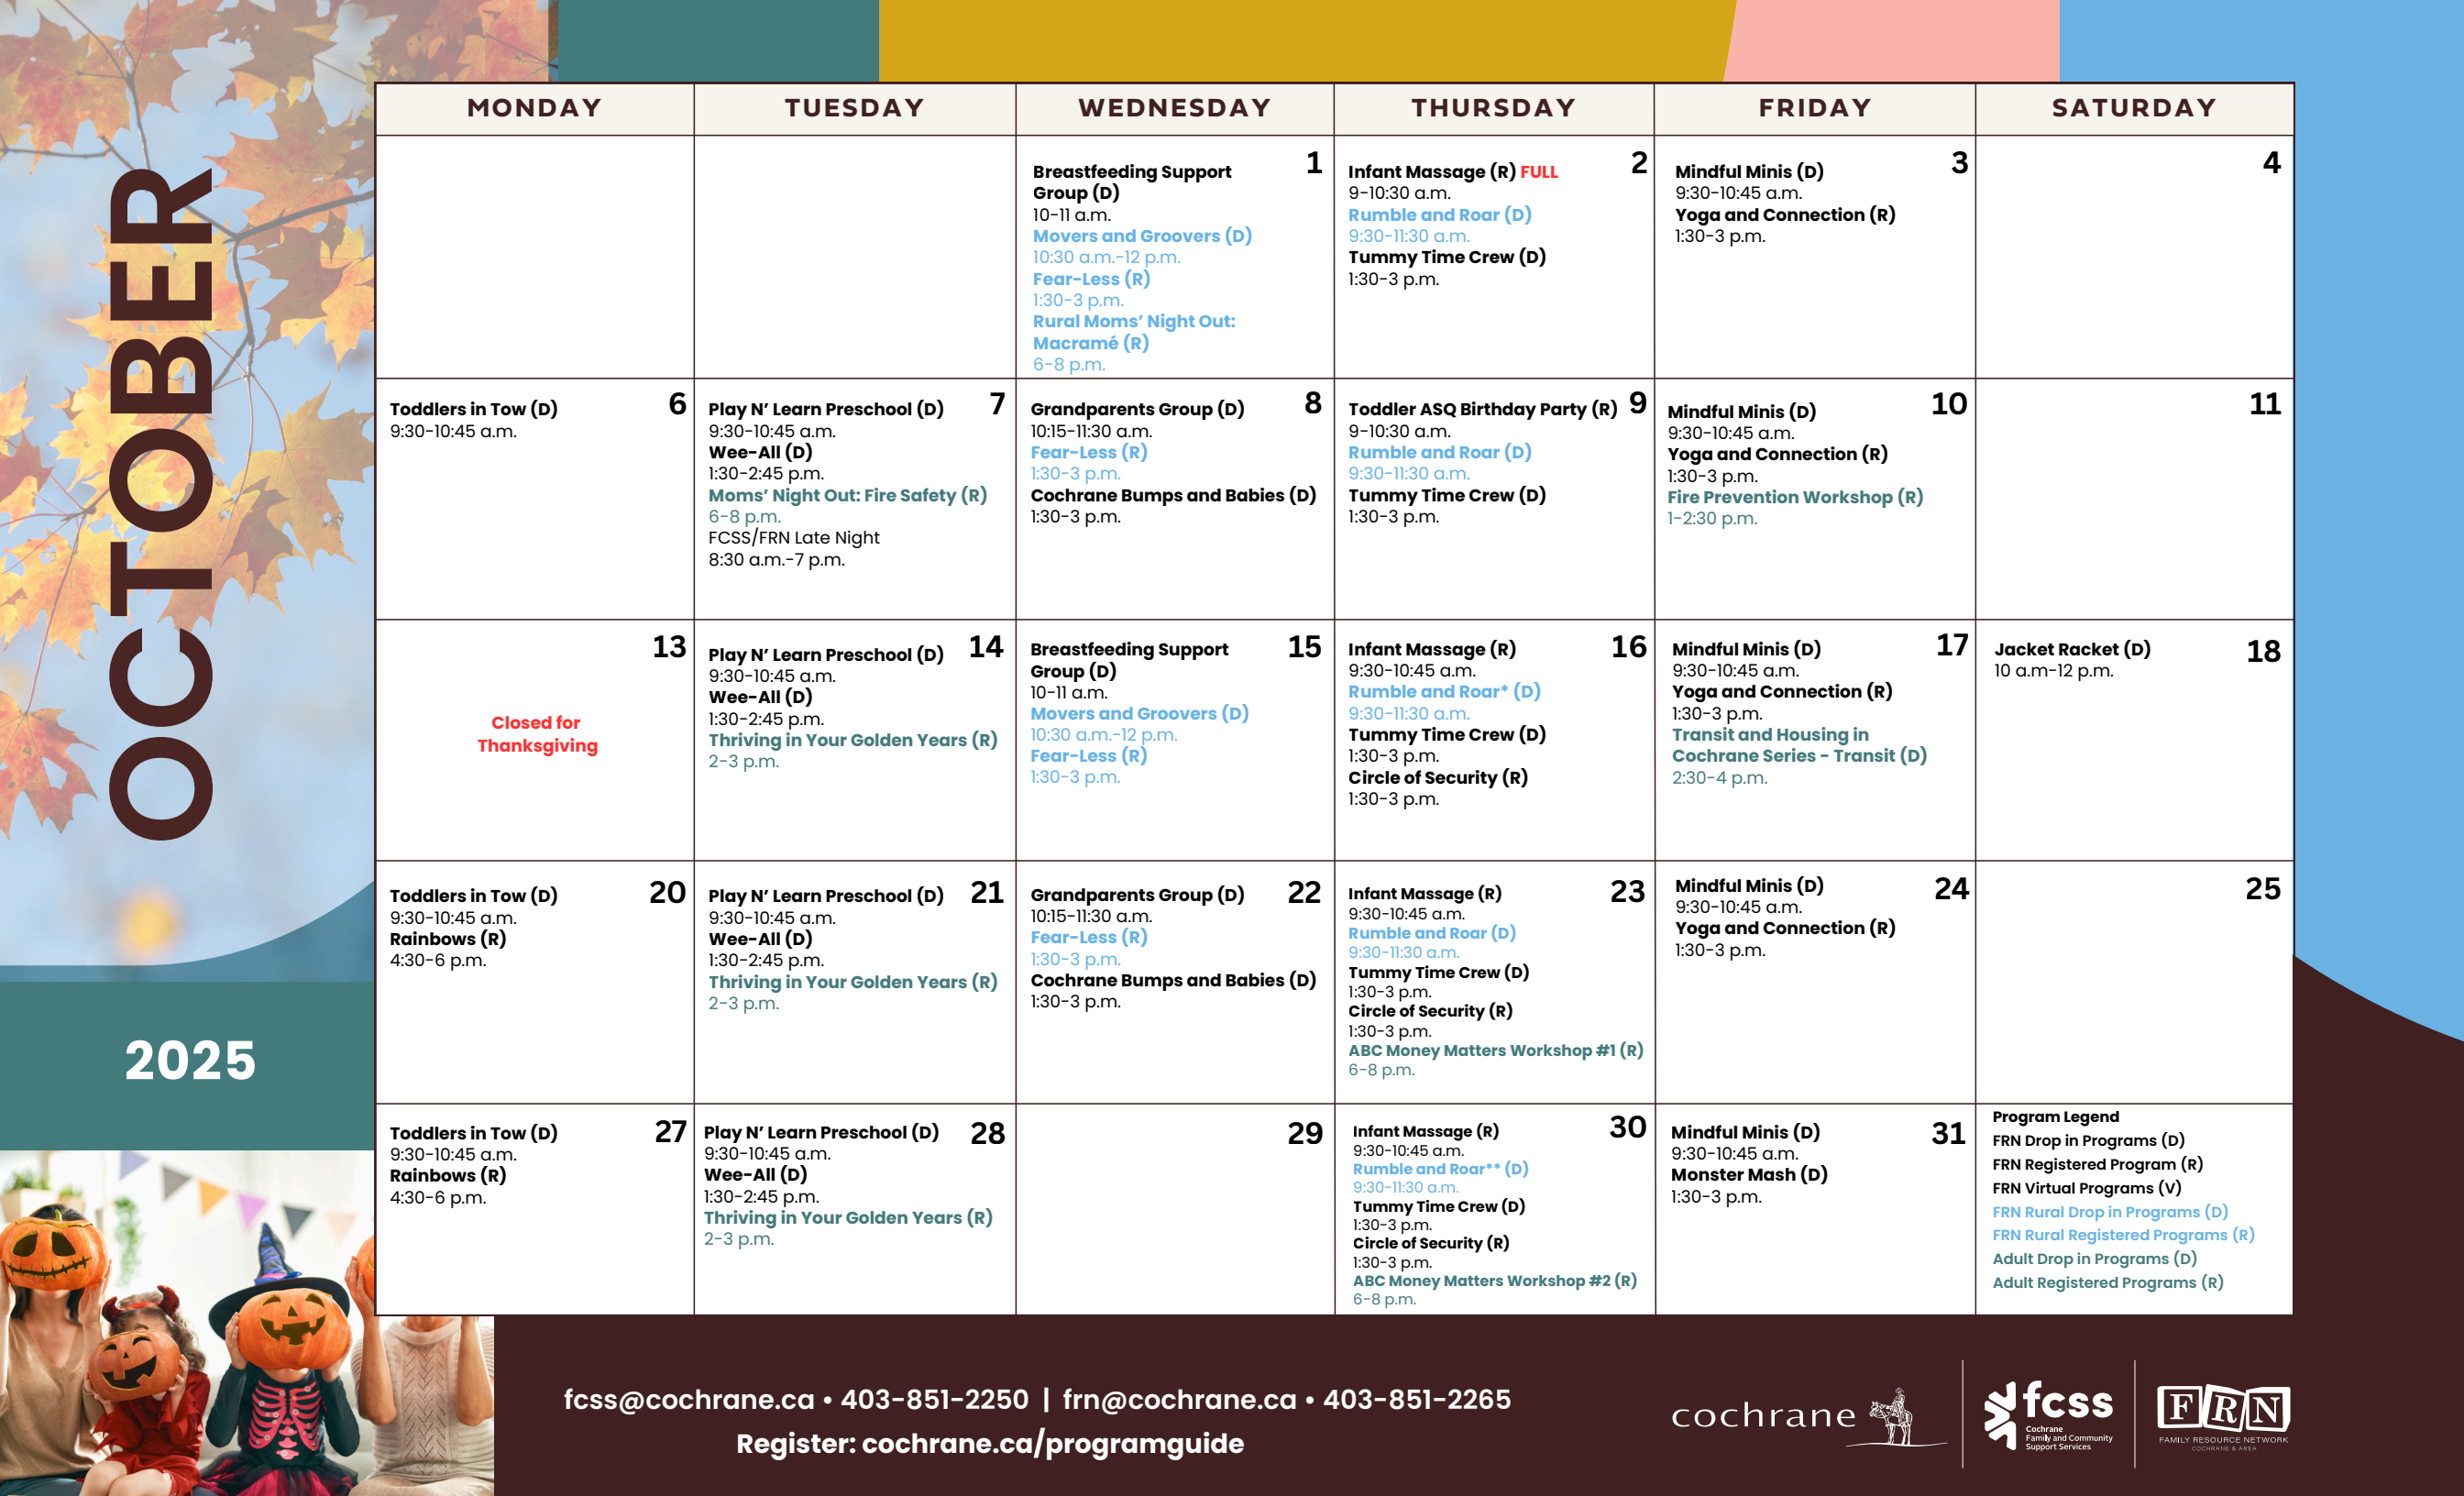 OCTOBER
2025
MONDAY
TUESDAY
WEDNESDAY
THURSDAY
FRIDAY
SATURDAY
1
Breastfeeding Support
Group (D)
10-11 a.m.
Movers and Groovers (D)
10:30 a.m.-12 p.m.
Fear-Less (R)
1:30-3 p.m.
Rural Moms’ Night Out:
Macramé (R)
6-8 p.m.
2
Infant Massage (R) FULL
9-10:30 a.m.
Rumble and Roar (D)
9:30-11:30 a.m.
Tummy Time Crew (D)
1:30-3 p.m.
3
Mindful Minis (D)
9:30-10:45 a.m.
Yoga and Connection (R)
1:30-3 p.m.
4
6
Toddlers in Tow (D)
9:30-10:45 a.m.
7
Play N’ Learn Preschool (D)
9:30-10:45 a.m.
Wee-All (D)
1:30-2:45 p.m.
Moms’ Night Out: Fire Safety (R)
6-8 p.m.
FCSS/FRN Late Night
8:30 a.m.-7 p.m.
8
Grandparents Group (D)
10:15-11:30 a.m.
Fear-Less (R)
1:30-3 p.m.
Cochrane Bumps and Babies (D)
1:30-3 p.m.
9
Toddler ASQ Birthday Party (R)
9-10:30 a.m.
Rumble and Roar (D)
9:30-11:30 a.m.
Tummy Time Crew (D)
1:30-3 p.m.
10
Mindful Minis (D)
9:30-10:45 a.m.
Yoga and Connection (R)
1:30-3 p.m.
Fire Prevention Workshop (R)
1-2:30 p.m.
11
13
Closed for
Thanksgiving
14
Play N’ Learn Preschool (D)
9:30-10:45 a.m.
Wee-All (D)
1:30-2:45 p.m.
Thriving in Your Golden Years (R)
2-3 p.m.
15
Breastfeeding Support
Group (D)
10-11 a.m.
Movers and Groovers (D)
10:30 a.m.-12 p.m.
Fear-Less (R)
1:30-3 p.m.
16
Infant Massage (R)
9:30-10:45 a.m.
Rumble and Roar* (D)
9:30-11:30 a.m.
Tummy Time Crew (D)
1:30-3 p.m.
Circle of Security (R)
1:30-3 p.m.
17
Mindful Minis (D)
9:30-10:45 a.m.
Yoga and Connection (R)
1:30-3 p.m.
Transit and Housing in
Cochrane Series - Transit (D)
2:30-4 p.m.
18
Jacket Racket (D)
10 a.m-12 p.m.
20
Toddlers in Tow (D)
9:30-10:45 a.m.
Rainbows (R)
4:30-6 p.m.
21
Play N’ Learn Preschool (D)
9:30-10:45 a.m.
Wee-All (D)
1:30-2:45 p.m.
Thriving in Your Golden Years (R)
2-3 p.m.
22
Grandparents Group (D)
10:15-11:30 a.m.
Fear-Less (R)
1:30-3 p.m.
Cochrane Bumps and Babies (D)
1:30-3 p.m.
23
Infant Massage (R)
9:30-10:45 a.m.
Rumble and Roar (D)
9:30-11:30 a.m.
Tummy Time Crew (D)
1:30-3 p.m.
Circle of Security (R)
1:30-3 p.m.
ABC Money Matters Workshop #1 (R)
6-8 p.m.
24
Mindful Minis (D)
9:30-10:45 a.m.
Yoga and Connection (R)
1:30-3 p.m.
25
27
Toddlers in Tow (D)
9:30-10:45 a.m.
Rainbows (R)
4:30-6 p.m.
28
Play N’ Learn Preschool (D)
9:30-10:45 a.m.
Wee-All (D)
1:30-2:45 p.m.
Thriving in Your Golden Years (R)
2-3 p.m.
29
30
Infant Massage (R)
9:30-10:45 a.m.
Rumble and Roar** (D)
9:30-11:30 a.m.
Tummy Time Crew (D)
1:30-3 p.m.
Circle of Security (R)
1:30-3 p.m.
ABC Money Matters Workshop #2 (R)
6-8 p.m.
31
Mindful Minis (D)
9:30-10:45 a.m.
Monster Mash (D)
1:30-3 p.m.
Program Legend
FRN Drop in Programs (D)
FRN Registered Program (R)
FRN Virtual Programs (V)
FRN Rural Drop in Programs (D)
FRN Rural Registered Programs (R)
Adult Drop in Programs (D)
Adult Registered Programs (R)
fcss@cochrane.ca • 403-851-2250 | frn@cochrane.ca • 403-851-2265
Register: cochrane.ca/programguide
cochrane
fcss
Cochrane
Family and Community
Support Services
FRN
FAMILY RESOURCE NETWORK
COCHRANE & AREA